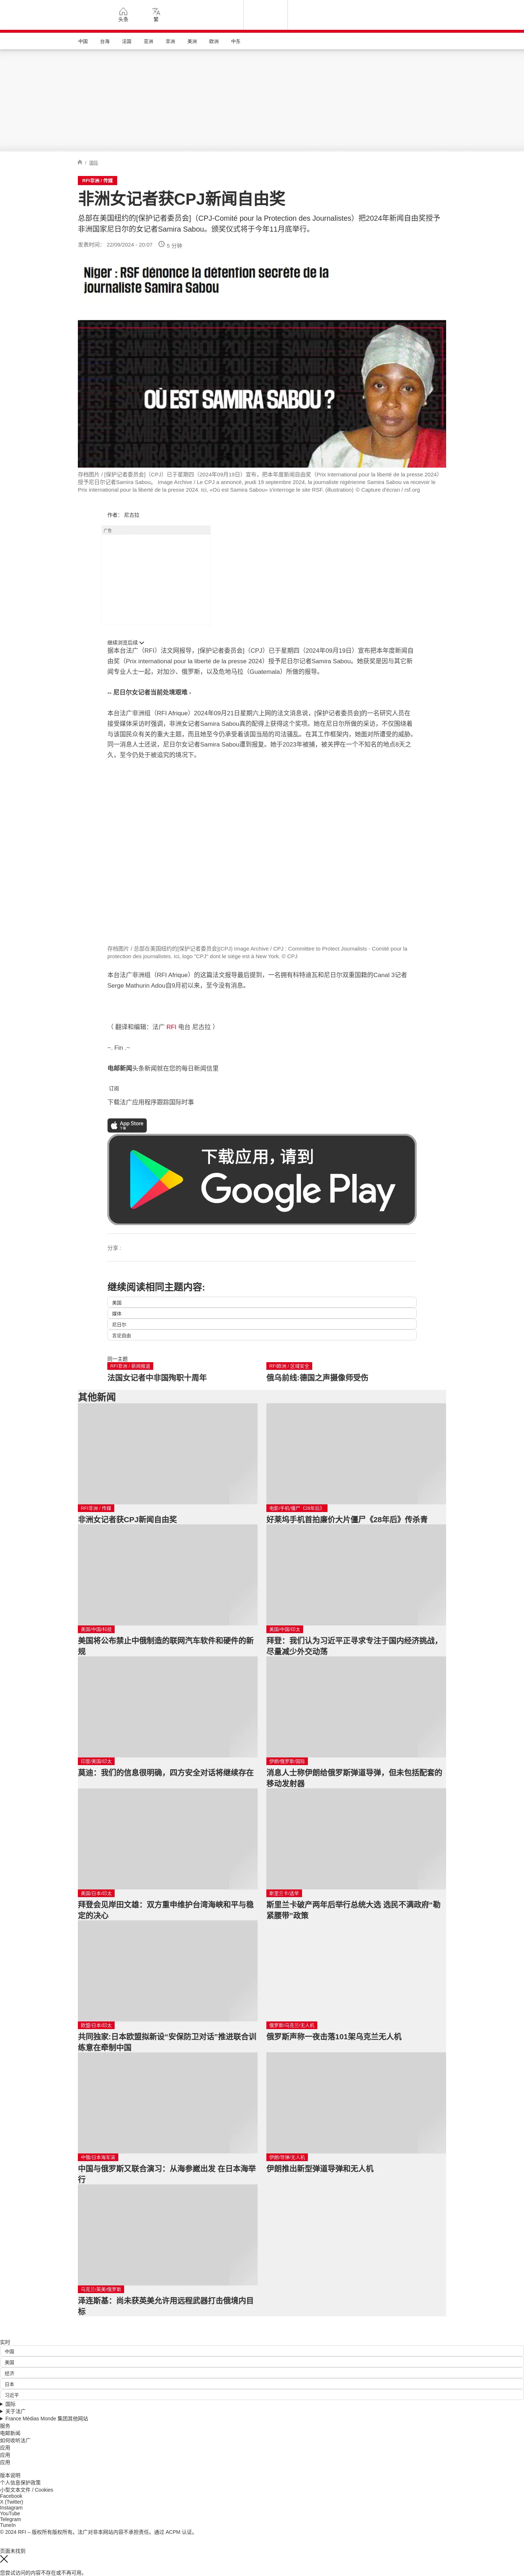 头条
繁
中国 台海 法国 亚洲 非洲 美洲 欧洲 中东
/ 国际
RFI非洲 / 传媒
非洲女记者获CPJ新闻自由奖
总部在美国纽约的[保护记者委员会]（CPJ-Comité pour la Protection des Journalistes）把2024年新闻自由奖授予
非洲国家尼日尔的女记者Samira Sabou。颁奖仪式将于今年11月底举行。
发表时间： 22/09/2024 - 20:07 5 分钟
Niger : RSF dénonce la détention secrète de la
journaliste Samira Sabou
OÙ EST SAMIRA SABOU ?
存档图片 / [保护记者委员会]（CPJ）已于星期四（2024年09月19日）宣布，把本年度新闻自由奖（Prix international pour la liberté de la presse 2024）
授予尼日尔记者Samira Sabou。 Image Archive / Le CPJ a annoncé, jeudi 19 septembre 2024, la journaliste nigérienne Samira Sabou va recevoir le
Prix international pour la liberté de la presse 2024. Ici, «Où est Samira Sabou» s'interroge le site RSF. (illustration) © Capture d'écran / rsf.org
作者： 尼古拉
广告
继续浏览后续
据本台法广（RFI）法文网报导，[保护记者委员会]（CPJ）已于星期四（2024年09月19日）宣布把本年度新闻自
由奖（Prix international pour la liberté de la presse 2024）授予尼日尔记者Samira Sabou。她获奖是因与其它新
闻专业人士一起，对加沙、俄罗斯，以及危地马拉（Guatemala）所做的报导。
-- 尼日尔女记者当前处境艰难 -
本台法广非洲组（RFI Afrique）2024年09月21日星期六上网的法文消息说，[保护记者委员会]的一名研究人员在
接受媒体采访时强调，非洲女记者Samira Sabou真的配得上获得这个奖项。她在尼日尔所做的采访，不仅围绕着
与该国民众有关的重大主题，而且她至今仍承受着该国当局的司法骚乱。在其工作框架内，她面对所遭受的威胁。
同一消息人士还说，尼日尔女记者Samira Sabou遭到报复。她于2023年被捕，被关押在一个不知名的地点8天之
久，至今仍处于被追究的境况下。
存档图片 / 总部在美国纽约的[保护记者委员会](CPJ) Image Archive / CPJ : Committee to Protect Journalists - Comité pour la
protection des journalistes. Ici, logo "CPJ" dont le siège est à New York. © CPJ
本台法广非洲组（RFI Afrique）的这篇法文报导最后提到，一名拥有科特迪瓦和尼日尔双重国籍的Canal 3记者
Serge Mathurin Adou自9月初以来，至今没有消息。
（ 翻译和编辑：法广 RFI 电台 尼古拉 ）
~. Fin .~
电邮新闻头条新闻就在您的每日新闻信里
订阅
下载法广应用程序跟踪国际时事
App Store
下载
下载应用，请到
Google Play
分享 :
继续阅读相同主题内容:
美国
媒体
尼日尔
言论自由
同一主题
RFI非洲 / 新闻报道
法国女记者中非国殉职十周年
RFI欧洲 / 区域安全
俄乌前线:德国之声摄像师受伤
其他新闻
RFI非洲 / 传媒
非洲女记者获CPJ新闻自由奖
电影/手机/僵尸《28年后》
好莱坞手机首拍廉价大片僵尸《28年后》传杀青
美国/中国/科技
美国将公布禁止中俄制造的联网汽车软件和硬件的新
规
美国/中国/印太
拜登：我们认为习近平正寻求专注于国内经济挑战，
尽量减少外交动荡
印度/美国/印太
莫迪：我们的信息很明确，四方安全对话将继续存在
伊朗/俄罗斯/国际
消息人士称伊朗给俄罗斯弹道导弹，但未包括配套的
移动发射器
美国/日本/印太
拜登会见岸田文雄：双方重申维护台湾海峡和平与稳
定的决心
斯里兰卡/选举
斯里兰卡破产两年后举行总统大选 选民不满政府“勒
紧腰带”政策
欧盟/日本/印太
共同独家:日本欧盟拟新设“安保防卫对话”推进联合训
练意在牵制中国
俄罗斯/乌克兰/无人机
俄罗斯声称一夜击落101架乌克兰无人机
中俄/日本海军演
中国与俄罗斯又联合演习：从海参崴出发 在日本海举
行
伊朗/导弹/无人机
伊朗推出新型弹道导弹和无人机
乌克兰/英美/俄罗斯
泽连斯基：尚未获英美允许用远程武器打击俄境内目
标
实时
中国
美国
经济
日本
习近平
国际
关于法广
France Médias Monde 集团其他网站
服务
电邮新闻
如何收听法广
应用
应用
应用
版本说明
个人信息保护政策
小型文本文件 / Cookies
Facebook
X (Twitter)
Instagram
YouTube
Telegram
TuneIn
© 2024 RFI – 版权所有版权所有。法广对非本网站内容不承担责任。通过 ACPM 认证。
页面未找到
您尝试访问的内容不存在或不再可用。